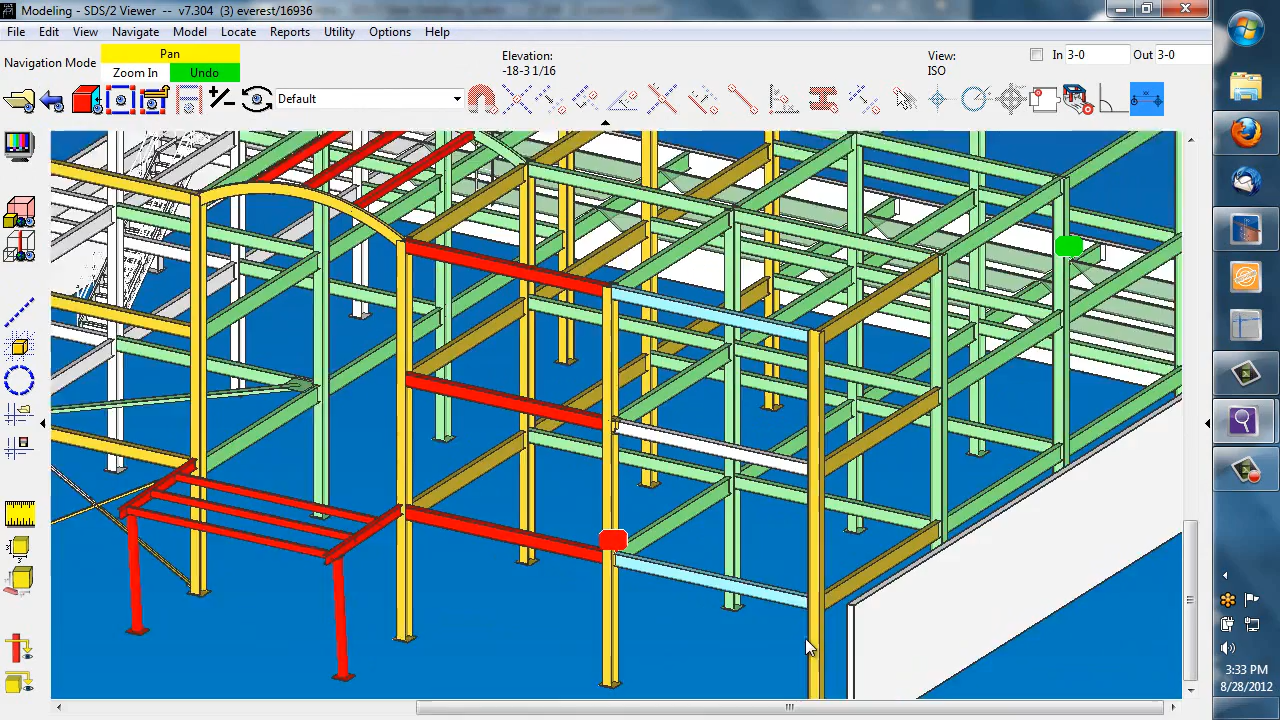 Modeling - SDS/2 Viewer -- v7.304 (3) everest/16936
File Edit View Navigate Model Locate Reports Utility Options Help
Navigation Mode
Pan
Zoom In
Undo
Elevation:
-18-3 1/16
View:
ISO
In 3-0 Out 3-0
Default
3:33 PM
8/28/2012